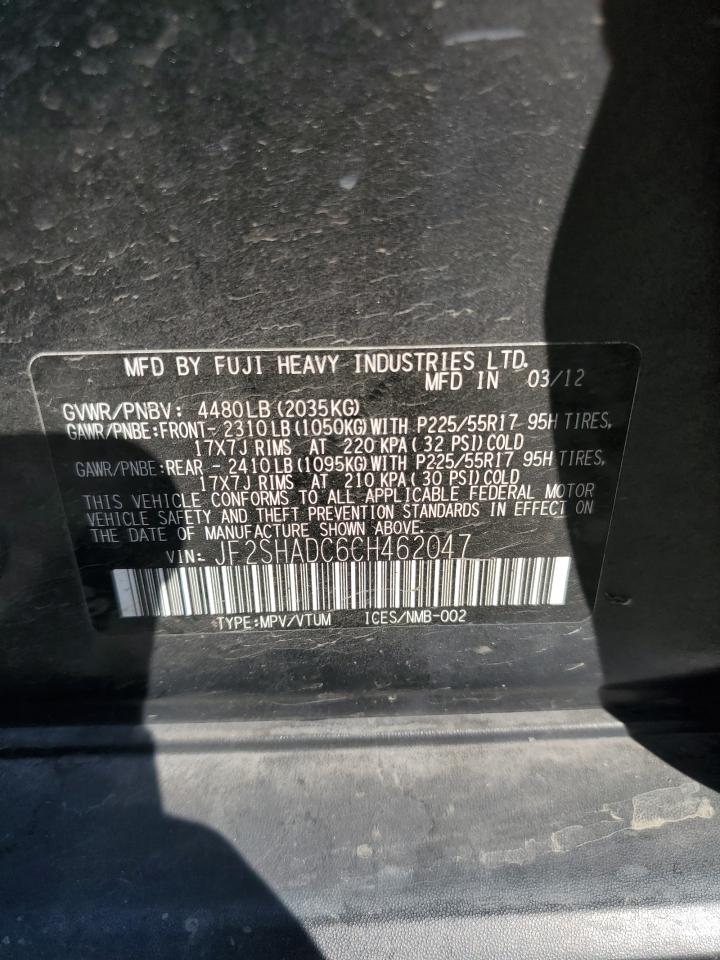 MFD BY FUJI HEAVY INDUSTRIES LTD.
MFD IN 03/12
GVWR/PNBV: 4480LB (2035KG)
GAWR/PNBE:FRONT- 2310LB (1050KG)WITH P225/55R17 95H TIRES,
17X7J RIMS AT 220KPA (32 PSI)COLD
GAWR/PNBE:REAR - 2410LB (1095KG)WITH P225/55R17 95H TIRES,
17X7J RIMS AT 210KPA (30 PSI)COLD
THIS VEHICLE CONFORMS TO ALL APPLICABLE FEDERAL MOTOR
VEHICLE SAFETY AND THEFT PREVENTION STANDARDS IN EFFECT ON
THE DATE OF MANUFACTURE SHOWN ABOVE.
VIN: JF2SHADC6CH462047
TYPE:MPV/VTUM ICES/NMB-002